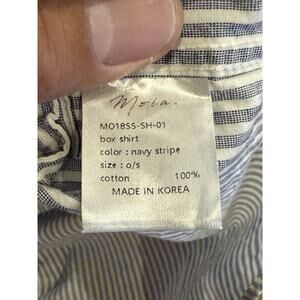 Moia.
MO18SS-SH-01
box shirt
color : navy stripe
size : o/s
cotton 100%
MADE IN KOREA